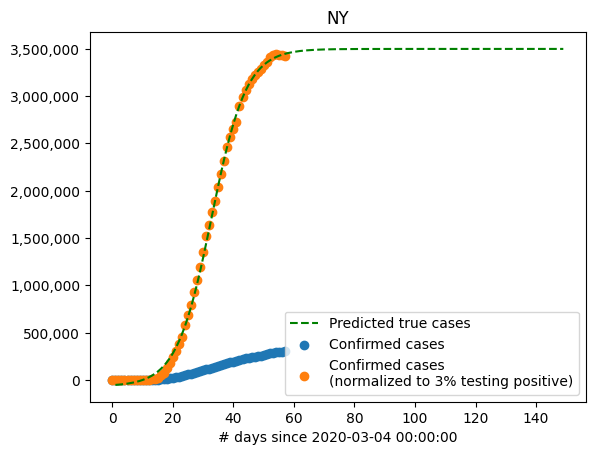 NY
3,500,000
3,000,000
2,500,000
2,000,000
1,500,000
1,000,000
500,000
0
Predicted true cases
Confirmed cases
Confirmed cases
(normalized to 3% testing positive)
0 20 40 60 80 100 120 140
# days since 2020-03-04 00:00:00